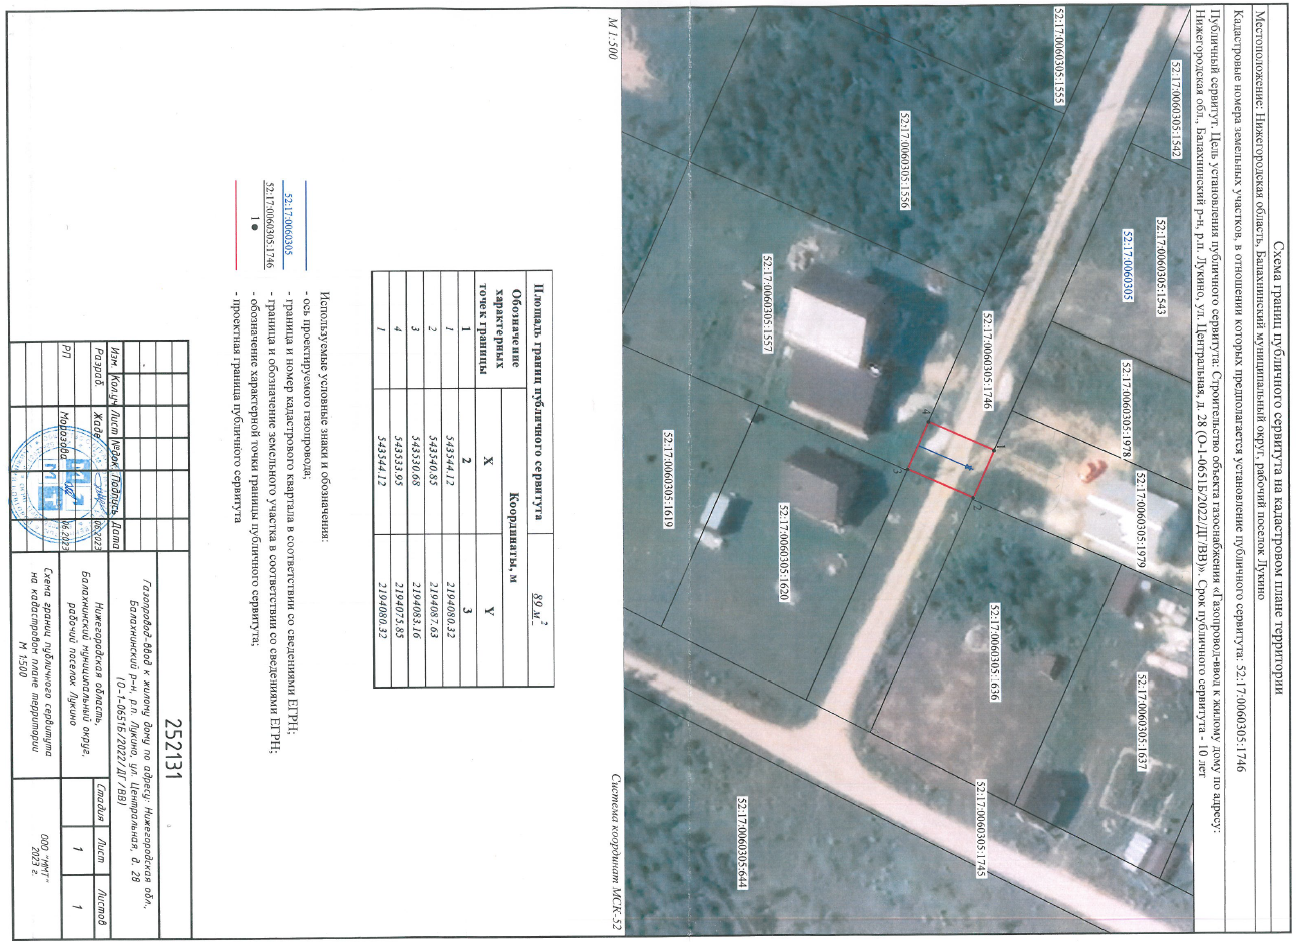 Схема границ публичного сервитута на кадастровом плане территории
Местоположение: Нижегородская область, Балахнинский муниципальный округ, рабочий поселок Лукино
Кадастровые номера земельных участков, в отношении которых предполагается установление публичного сервитута: 52:17:0060305:1746
Публичный сервитут. Цель установления публичного сервитута: Строительство объекта газоснабжения «Газопровод-ввод к жилому дому по адресу:
Нижегородская обл., Балахнинский р-н, р.п. Лукино, ул. Центральная, д. 28 (О-1-0651Б/2022/ДГ/ВВ)». Срок публичного сервитута - 10 лет
52:17:0060305:1542
52:17:0060305:1543
52:17:0060305
52:17:0060305:1978
52:17:0060305:1979
52:17:0060305:1637
52:17:0060305:1555
52:17:0060305:1556
52:17:0060305:1746
1
2
3
4
52:17:0060305:1636
52:17:0060305:1745
52:17:0060305:1557
52:17:0060305:1620
52:17:0060305:1619
52:17:0060305:644
М 1:500
Система координат МСК-52
Площадь границ публичного сервитута 89 м²
Обозначение характерных точек границы Координаты, м
X Y
1 2 3
1 543544.12 2194080.32
2 543540.85 2194087.63
3 543530.68 2194083.16
4 543533.95 2194075.85
1 543544.12 2194080.32
Используемые условные знаки и обозначения:
- ось проектируемого газопровода;
52:17:0060305 - граница и номер кадастрового квартала в соответствии со сведениями ЕГРН;
52:17:0060305:1746 - граница и обозначение земельного участка в соответствии со сведениями ЕГРН;
1 ● - обозначение характерной точки границы публичного сервитута;
- проектная граница публичного сервитута
252131
Газопровод-ввод к жилому дому по адресу: Нижегородская обл.,
Балахнинский р-н, р.п. Лукино, ул. Центральная, д. 28
(О-1-0651Б/2022/ДГ/ВВ)
Изм. Кол.уч Лист №док. Подпись Дата
Разраб. Жаде 06.2023
РП Морозова 06.2023
Нижегородская область,
Балахнинский муниципальный округ,
рабочий поселок Лукино
Стадия Лист Листов
1 1
Схема границ публичного сервитута
на кадастровом плане территории
М 1:500
ООО "НМТ"
2023 г.